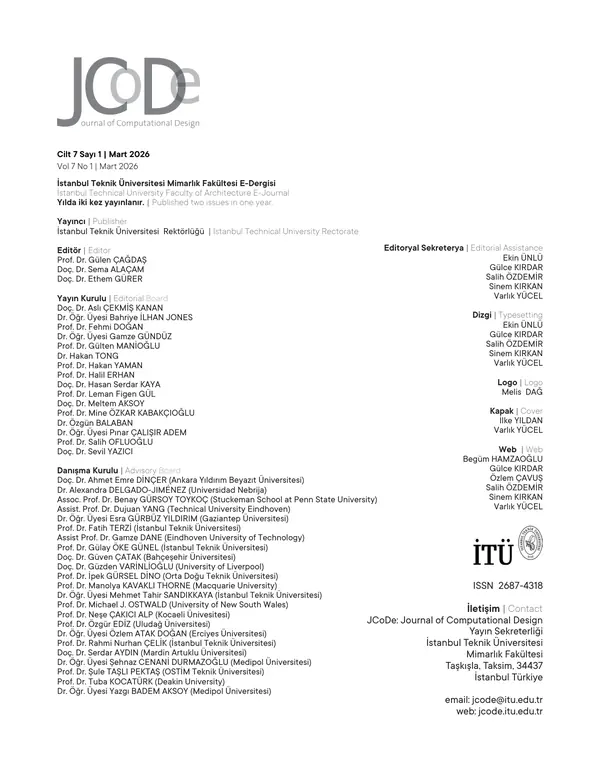 JCoDe
Journal of Computational Design
Cilt 7 Sayı 1 | Mart 2026
Vol 7 No 1 | Mart 2026
İstanbul Teknik Üniversitesi Mimarlık Fakültesi E-Dergisi
Istanbul Technical University Faculty of Architecture E-Journal
Yılda iki kez yayınlanır. | Published two issues in one year.
Yayıncı | Publisher
İstanbul Teknik Üniversitesi Rektörlüğü | Istanbul Technical University Rectorate
Editör | Editor
Prof. Dr. Gülen ÇAĞDAŞ
Doç. Dr. Sema ALAÇAM
Doç. Dr. Ethem GÜRER
Yayın Kurulu | Editorial Board
Doç. Dr. Aslı ÇEKMİŞ KANAN
Dr. Öğr. Üyesi Bahriye İLHAN JONES
Prof. Dr. Fehmi DOĞAN
Dr. Öğr. Üyesi Gamze GÜNDÜZ
Prof. Dr. Gülten MANİOĞLU
Dr. Hakan TONG
Prof. Dr. Hakan YAMAN
Prof. Dr. Halil ERHAN
Doç. Dr. Hasan Serdar KAYA
Prof. Dr. Leman Figen GÜL
Doç. Dr. Meltem AKSOY
Prof. Dr. Mine ÖZKAR KABAKÇIOĞLU
Dr. Özgün BALABAN
Dr. Öğr. Üyesi Pınar ÇALIŞIR ADEM
Prof. Dr. Salih OFLUOĞLU
Doç. Dr. Sevil YAZICI
Danışma Kurulu | Advisory Board
Doç. Dr. Ahmet Emre DİNÇER (Ankara Yıldırım Beyazıt Üniversitesi)
Dr. Alexandra DELGADO-JIMÉNEZ (Universidad Nebrija)
Assoc. Prof. Dr. Benay GÜRSOY TOYKOÇ (Stuckeman School at Penn State University)
Assist. Prof. Dr. Dujuan YANG (Technical University Eindhoven)
Dr. Öğr. Üyesi Esra GÜRBÜZ YILDIRIM (Gaziantep Üniversitesi)
Prof. Dr. Fatih TERZİ (İstanbul Teknik Üniversitesi)
Assist Prof. Dr. Gamze DANE (Eindhoven University of Technology)
Prof. Dr. Gülay ÖKE GÜNEL (İstanbul Teknik Üniversitesi)
Doç. Dr. Güven ÇATAK (Bahçeşehir Üniversitesi)
Doç. Dr. Güzden VARİNLİOĞLU (University of Liverpool)
Prof. Dr. İpek GÜRSEL DİNO (Orta Doğu Teknik Üniversitesi)
Prof. Dr. Manolya KAVAKLI THORNE (Macquarie University)
Dr. Öğr. Üyesi Mehmet Tahir SANDIKKAYA (İstanbul Teknik Üniversitesi)
Prof. Dr. Michael J. OSTWALD (University of New South Wales)
Prof. Dr. Neşe ÇAKICI ALP (Kocaeli Ünivesitesi)
Prof. Dr. Özgür EDİZ (Uludağ Üniversitesi)
Dr. Öğr. Üyesi Özlem ATAK DOĞAN (Erciyes Üniversitesi)
Prof. Dr. Rahmi Nurhan ÇELİK (İstanbul Teknik Üniversitesi)
Doç. Dr. Serdar AYDIN (Mardin Artuklu Üniversitesi)
Dr. Öğr. Üyesi Şehnaz CENANİ DURMAZOĞLU (Medipol Üniversitesi)
Prof. Dr. Şule TAŞLI PEKTAŞ (OSTİM Teknik Üniversitesi)
Prof. Dr. Tuba KOCATÜRK (Deakin University)
Dr. Öğr. Üyesi Yazgı BADEM AKSOY (Medipol Üniversitesi)
Editoryal Sekreterya | Editorial Assistance
Ekin ÜNLÜ
Gülce KIRDAR
Salih ÖZDEMİR
Sinem KIRKAN
Varlık YÜCEL
Dizgi | Typesetting
Ekin ÜNLÜ
Gülce KIRDAR
Salih ÖZDEMİR
Sinem KIRKAN
Varlık YÜCEL
Logo | Logo
Melis DAĞ
Kapak | Cover
İlke YILDAN
Varlık YÜCEL
Web | Web
Begüm HAMZAOĞLU
Gülce KIRDAR
Özlem ÇAVUŞ
Salih ÖZDEMİR
Sinem KIRKAN
Varlık YÜCEL
İTÜ
ISSN 2687-4318
İletişim | Contact
JCoDe: Journal of Computational Design
Yayın Sekreterliği
İstanbul Teknik Üniversitesi
Mimarlık Fakültesi
Taşkışla, Taksim, 34437
İstanbul Türkiye
email: jcode@itu.edu.tr
web: jcode.itu.edu.tr